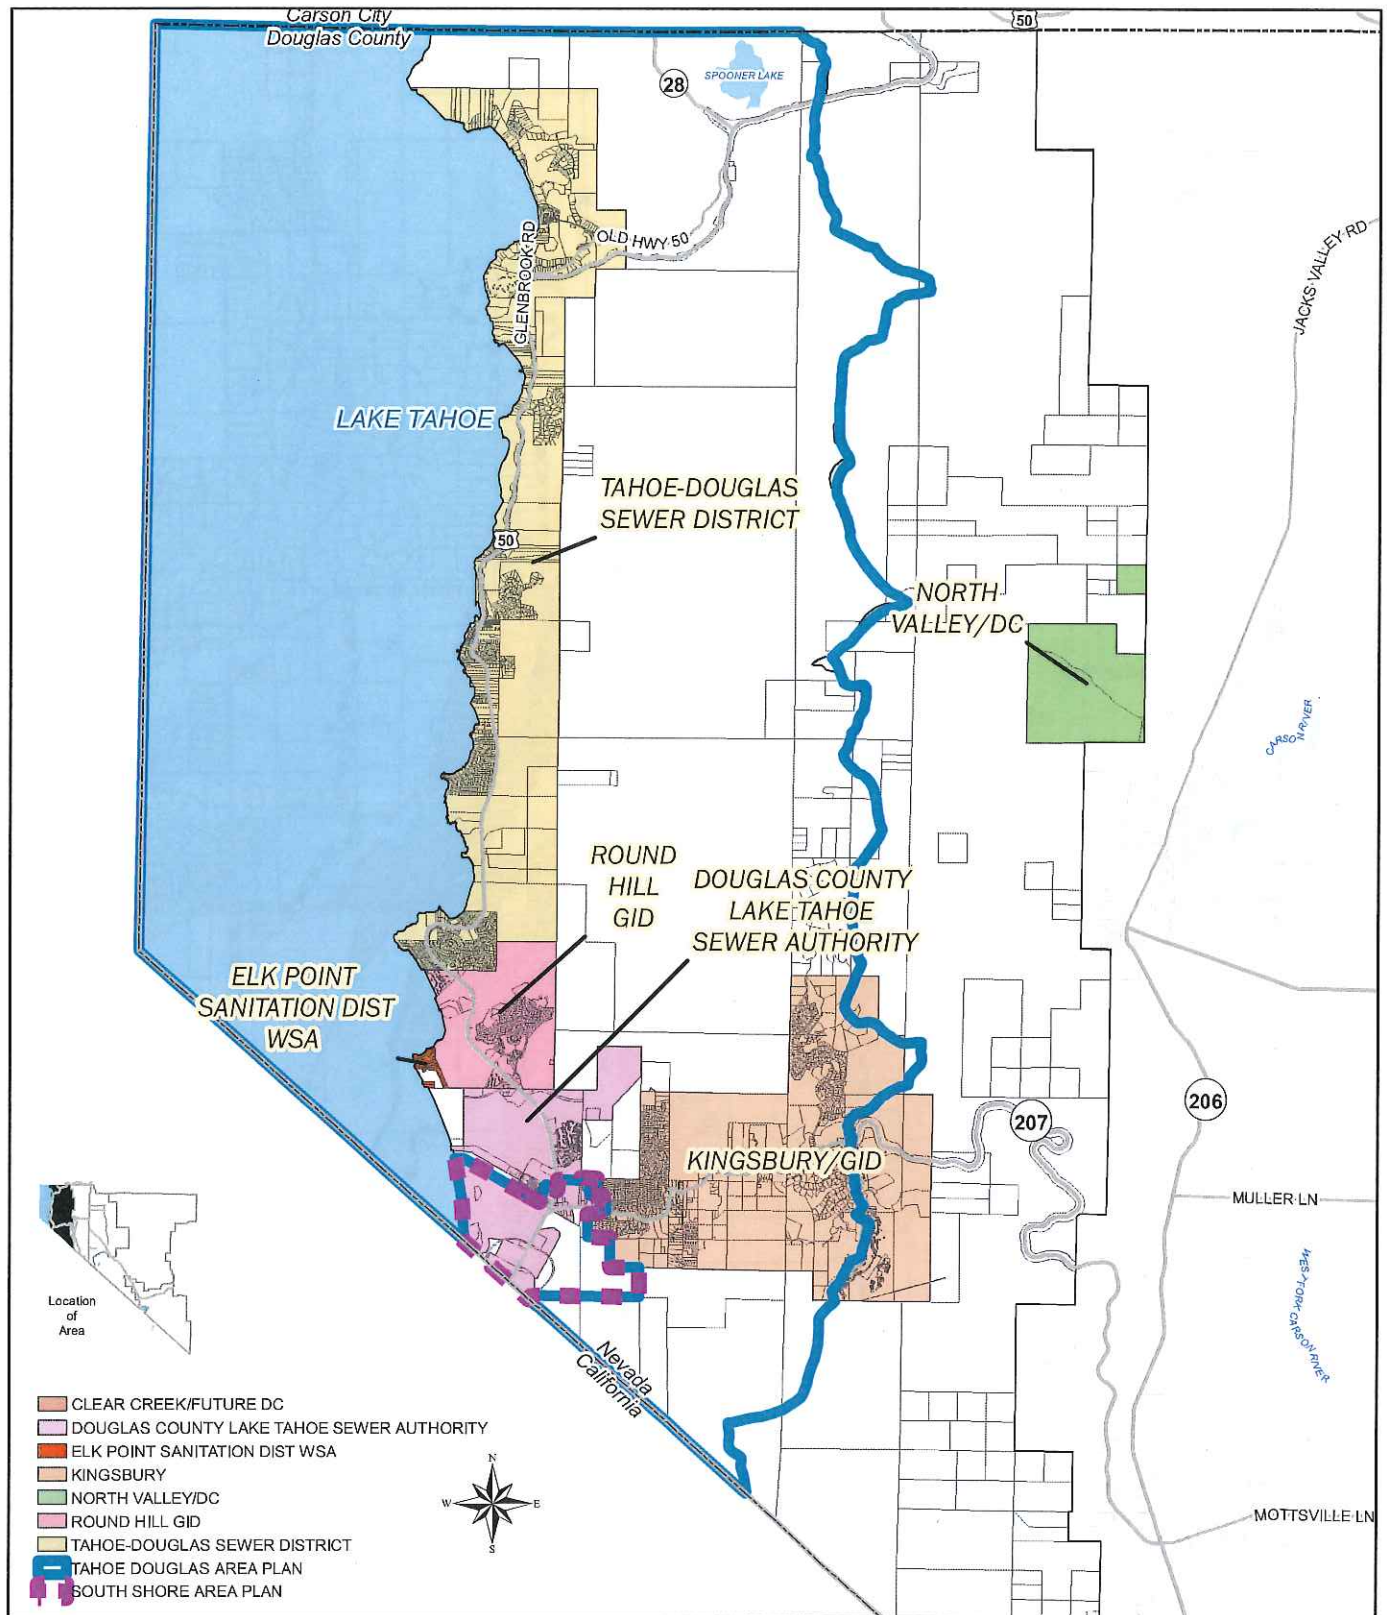 Carson City
Douglas County
50
28
SPOONER LAKE
OLD HWY 50
GLENBROOK RD
JACKS VALLEY RD
LAKE TAHOE
TAHOE-DOUGLAS
SEWER DISTRICT
50
NORTH
VALLEY/DC
CARSON RIVER
ROUND
HILL
GID
DOUGLAS COUNTY
LAKE TAHOE
SEWER AUTHORITY
ELK POINT
SANITATION DIST
WSA
206
207
KINGSBURY/GID
MULLER LN
WEST FORK CARSON RIVER
Location
of
Area
Nevada
California
CLEAR CREEK/FUTURE DC
DOUGLAS COUNTY LAKE TAHOE SEWER AUTHORITY
ELK POINT SANITATION DIST WSA
KINGSBURY
NORTH VALLEY/DC
ROUND HILL GID
TAHOE-DOUGLAS SEWER DISTRICT
TAHOE DOUGLAS AREA PLAN
SOUTH SHORE AREA PLAN
N
W
E
S
MOTTSVILLE LN